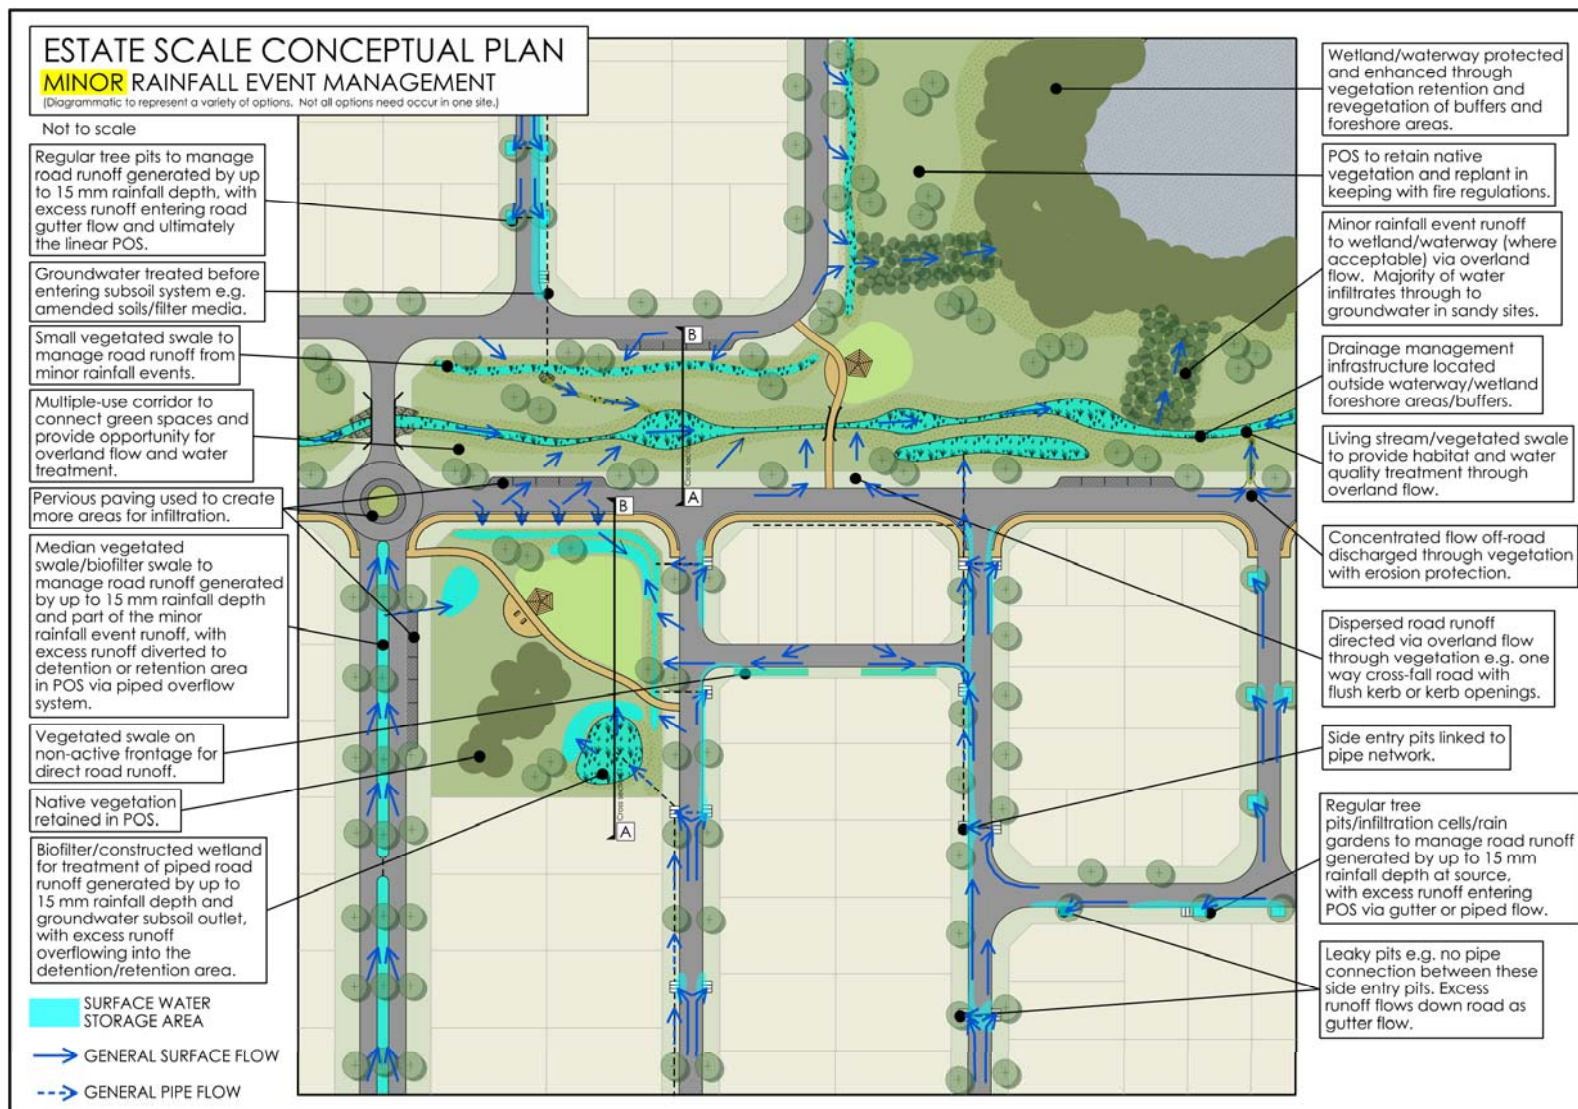 ESTATE SCALE CONCEPTUAL PLAN
MINOR RAINFALL EVENT MANAGEMENT
(Diagrammatic to represent a variety of options. Not all options need occur in one site.)
Not to scale
Regular tree pits to manage
road runoff generated by up
to 15 mm rainfall depth, with
excess runoff entering road
gutter flow and ultimately
the linear POS.
Groundwater treated before
entering subsoil system e.g.
amended soils/filter media.
Small vegetated swale to
manage road runoff from
minor rainfall events.
Multiple-use corridor to
connect green spaces and
provide opportunity for
overland flow and water
treatment.
Pervious paving used to create
more areas for infiltration.
Median vegetated
swale/biofilter swale to
manage road runoff generated
by up to 15 mm rainfall depth
and part of the minor
rainfall event runoff, with
excess runoff diverted to
detention or retention area
in POS via piped overflow
system.
Vegetated swale on
non-active frontage for
direct road runoff.
Native vegetation
retained in POS.
Biofilter/constructed wetland
for treatment of piped road
runoff generated by up to
15 mm rainfall depth and
groundwater subsoil outlet,
with excess runoff
overflowing into the
detention/retention area.
SURFACE WATER
STORAGE AREA
GENERAL SURFACE FLOW
GENERAL PIPE FLOW
B
Cross section
A
B
Cross section
A
Wetland/waterway protected
and enhanced through
vegetation retention and
revegetation of buffers and
foreshore areas.
POS to retain native
vegetation and replant in
keeping with fire regulations.
Minor rainfall event runoff
to wetland/waterway (where
acceptable) via overland
flow. Majority of water
infiltrates through to
groundwater in sandy sites.
Drainage management
infrastructure located
outside waterway/wetland
foreshore areas/buffers.
Living stream/vegetated swale
to provide habitat and water
quality treatment through
overland flow.
Concentrated flow off-road
discharged through vegetation
with erosion protection.
Dispersed road runoff
directed via overland flow
through vegetation e.g. one
way cross-fall road with
flush kerb or kerb openings.
Side entry pits linked to
pipe network.
Regular tree
pits/infiltration cells/rain
gardens to manage road runoff
generated by up to 15 mm
rainfall depth at source,
with excess runoff entering
POS via gutter or piped flow.
Leaky pits e.g. no pipe
connection between these
side entry pits. Excess
runoff flows down road as
gutter flow.